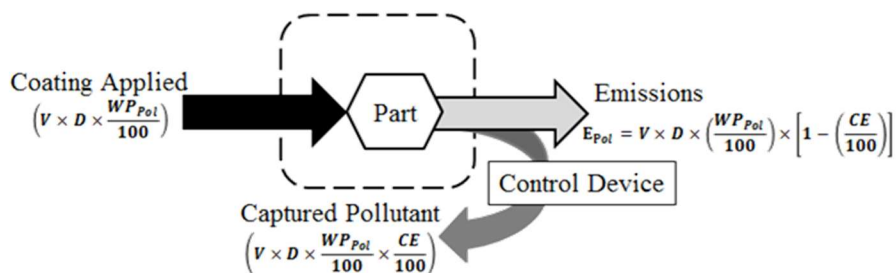 Coating Applied
(V × D × WP_Pol/100)
Part
Emissions
E_Pol = V × D × (WP_Pol/100) × [1 − (CE/100)]
Control Device
Captured Pollutant
(V × D × WP_Pol/100 × CE/100)